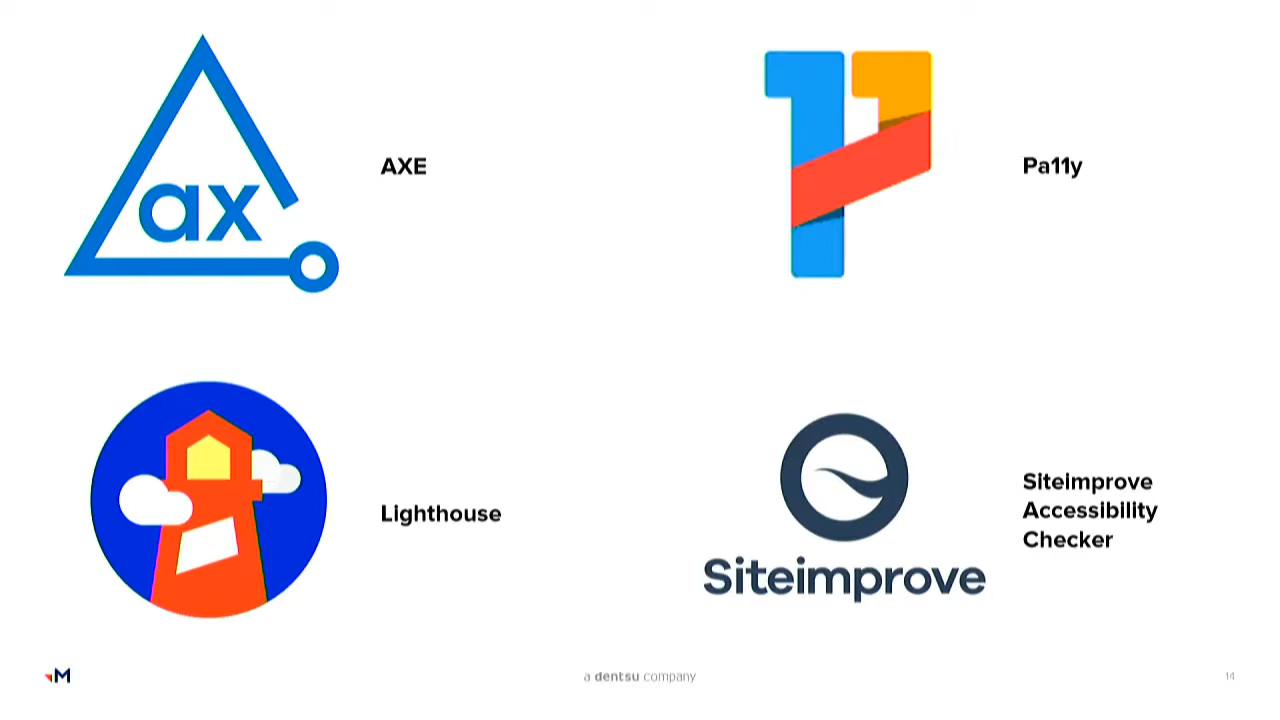 ax
AXE
Pa11y
Lighthouse
Siteimprove
Siteimprove
Accessibility
Checker
M
a dentsu company
14